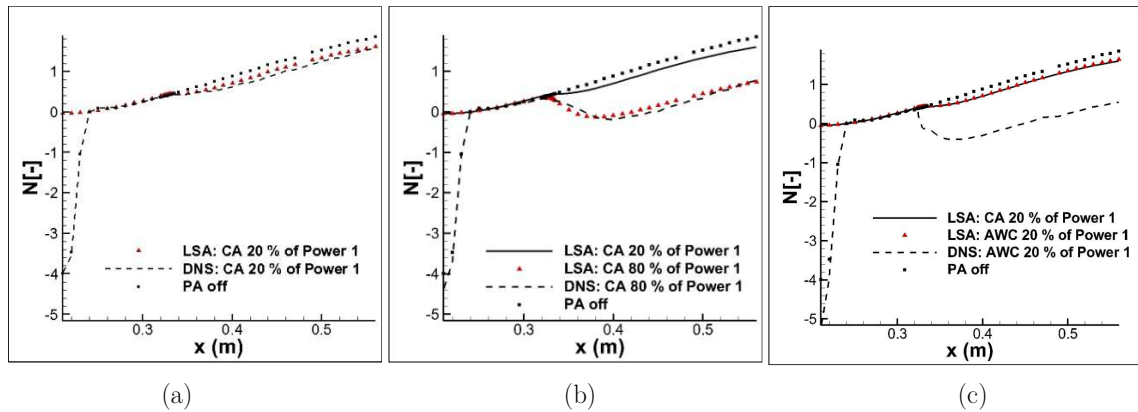 1
0
-1
-2
-3
-4
-5
N[-]
LSA: CA 20 % of Power 1
DNS: CA 20 % of Power 1
PA off
0.3
0.4
0.5
x (m)
(a)
1
0
-1
-2
-3
-4
-5
N[-]
LSA: CA 20 % of Power 1
LSA: CA 80 % of Power 1
DNS: CA 80 % of Power 1
PA off
0.3
0.4
0.5
x (m)
(b)
1
0
-1
-2
-3
-4
-5
N[-]
LSA: CA 20 % of Power 1
LSA: AWC 20 % of Power 1
DNS: AWC 20 % of Power 1
PA off
0.3
0.4
0.5
x (m)
(c)